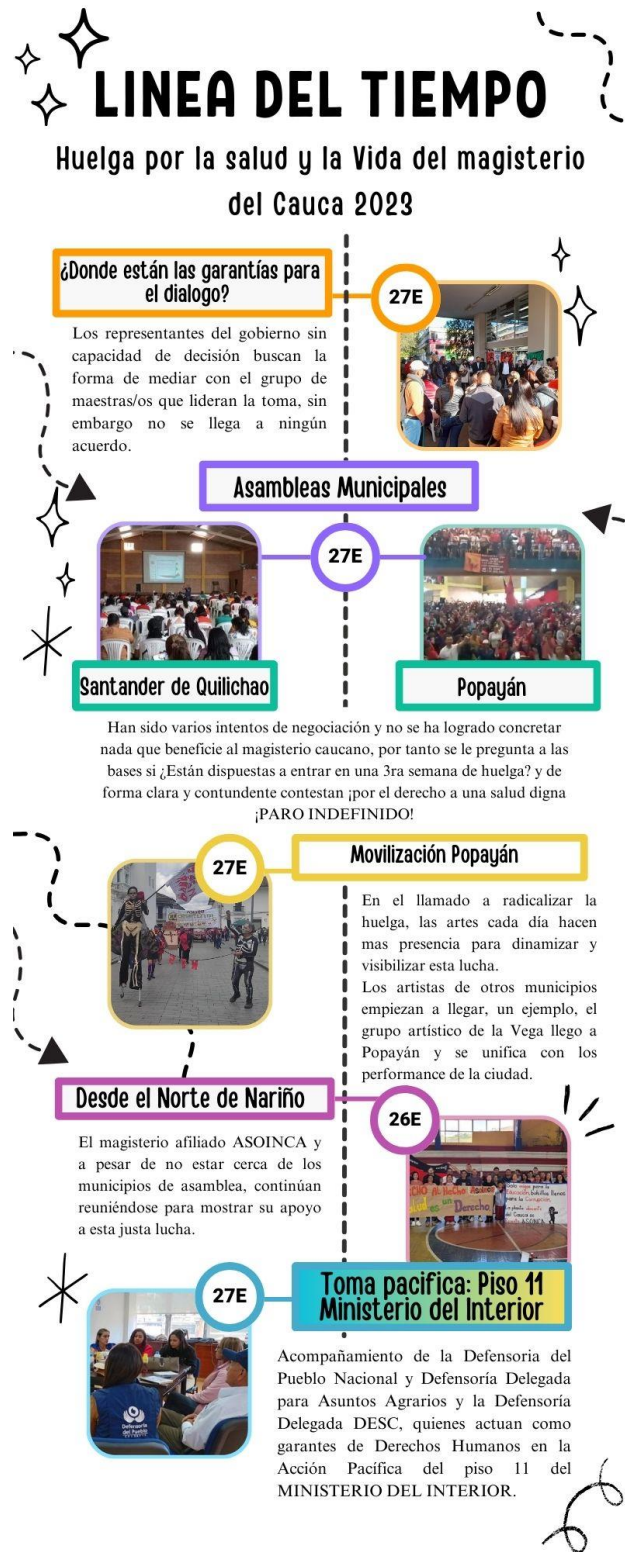 LINEA DEL TIEMPO
Huelga por la salud y la Vida del magisterio
del Cauca 2023
¿Donde están las garantías para
el dialogo?
27E
Los representantes del gobierno sin
capacidad de decisión buscan la
forma de mediar con el grupo de
maestras/os que lideran la toma, sin
embargo no se llega a ningún
acuerdo.
Asambleas Municipales
27E
Santander de Quilichao
Popayán
Han sido varios intentos de negociación y no se ha logrado concretar
nada que beneficie al magisterio caucano, por tanto se le pregunta a las
bases si ¿Están dispuestas a entrar en una 3ra semana de huelga? y de
forma clara y contundente contestan ¡por el derecho a una salud digna
¡PARO INDEFINIDO!
27E
Movilización Popayán
En el llamado a radicalizar la
huelga, las artes cada día hacen
mas presencia para dinamizar y
visibilizar esta lucha.
Los artistas de otros municipios
empiezan a llegar, un ejemplo, el
grupo artístico de la Vega llego a
Popayán y se unifica con los
performance de la ciudad.
Desde el Norte de Nariño
26E
El magisterio afiliado ASOINCA y
a pesar de no estar cerca de los
municipios de asamblea, continúan
reuniéndose para mostrar su apoyo
a esta justa lucha.
es un Derecho
27E
Toma pacifica: Piso 11
Ministerio del Interior
Defensoría
del Pueblo
Acompañamiento de la Defensoria del
Pueblo Nacional y Defensoría Delegada
para Asuntos Agrarios y la Defensoría
Delegada DESC, quienes actuan como
garantes de Derechos Humanos en la
Acción Pacífica del piso 11 del
MINISTERIO DEL INTERIOR.